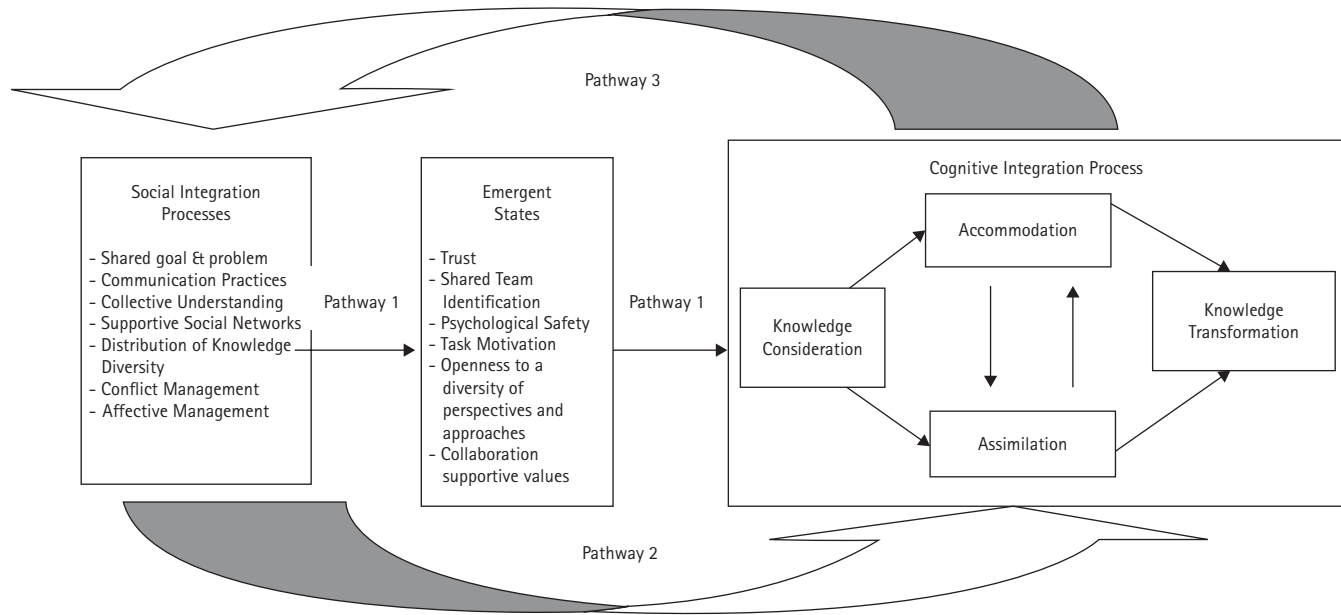 Pathway 3
Social Integration
Processes
- Shared goal & problem
- Communication Practices
- Collective Understanding
- Supportive Social Networks
- Distribution of Knowledge
Diversity
- Conflict Management
- Affective Management
Pathway 1
Emergent
States
- Trust
- Shared Team
Identification
- Psychological Safety
- Task Motivation
- Openness to a
diversity of
perspectives and
approaches
- Collaboration
supportive values
Pathway 1
Cognitive Integration Process
Accommodation
Knowledge
Consideration
Knowledge
Transformation
Assimilation
Pathway 2